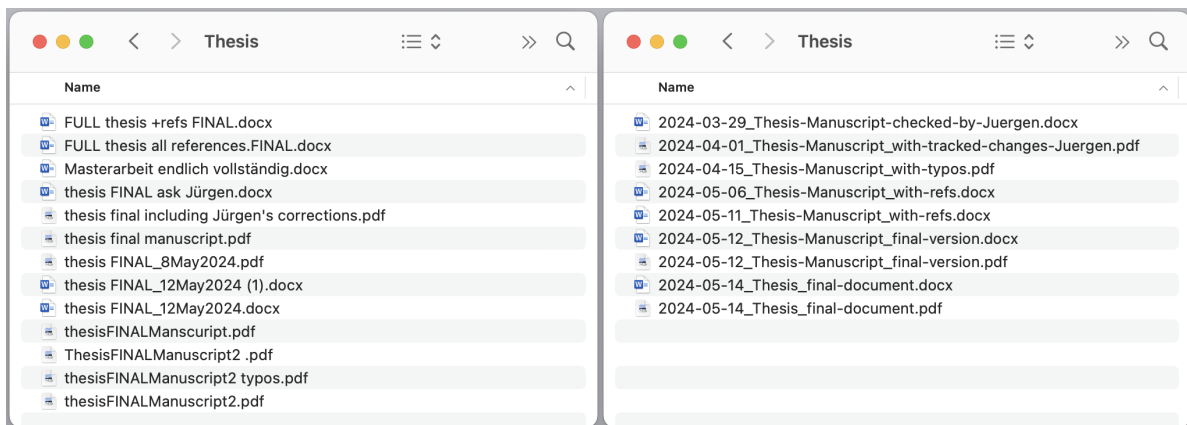 Thesis
Name
FULL thesis +refs FINAL.docx
FULL thesis all references.FINAL.docx
Masterarbeit endlich vollständig.docx
thesis FINAL ask Jürgen.docx
thesis final including Jürgen's corrections.pdf
thesis final manuscript.pdf
thesis FINAL_8May2024.pdf
thesis FINAL_12May2024 (1).docx
thesis FINAL_12May2024.docx
thesisFINALManscuript.pdf
ThesisFINALManuscript2 .pdf
thesisFINALManuscript2 typos.pdf
thesisFINALManuscript2.pdf
Thesis
Name
2024-03-29_Thesis-Manuscript-checked-by-Juergen.docx
2024-04-01_Thesis-Manuscript_with-tracked-changes-Juergen.pdf
2024-04-15_Thesis-Manuscript_with-typos.pdf
2024-05-06_Thesis-Manuscript_with-refs.docx
2024-05-11_Thesis-Manuscript_with-refs.docx
2024-05-12_Thesis-Manuscript_final-version.docx
2024-05-12_Thesis-Manuscript_final-version.pdf
2024-05-14_Thesis_final-document.docx
2024-05-14_Thesis_final-document.pdf